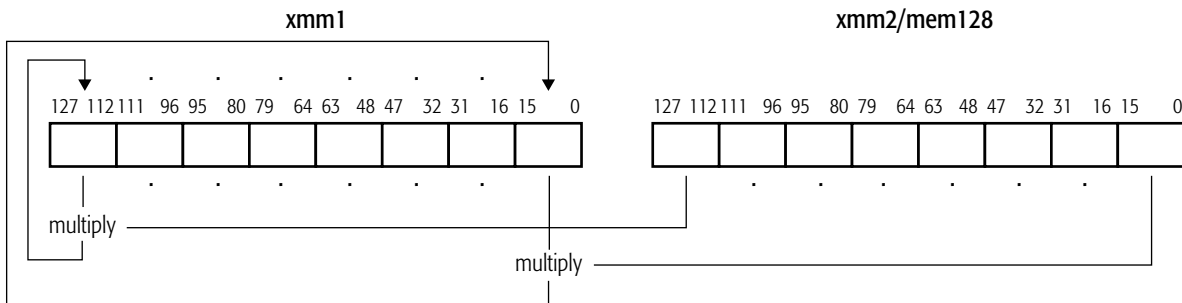 xmm1 xmm2/mem128
127 112 111 96 95 80 79 64 63 48 47 32 31 16 15 0 127 112 111 96 95 80 79 64 63 48 47 32 31 16 15 0
multiply
multiply